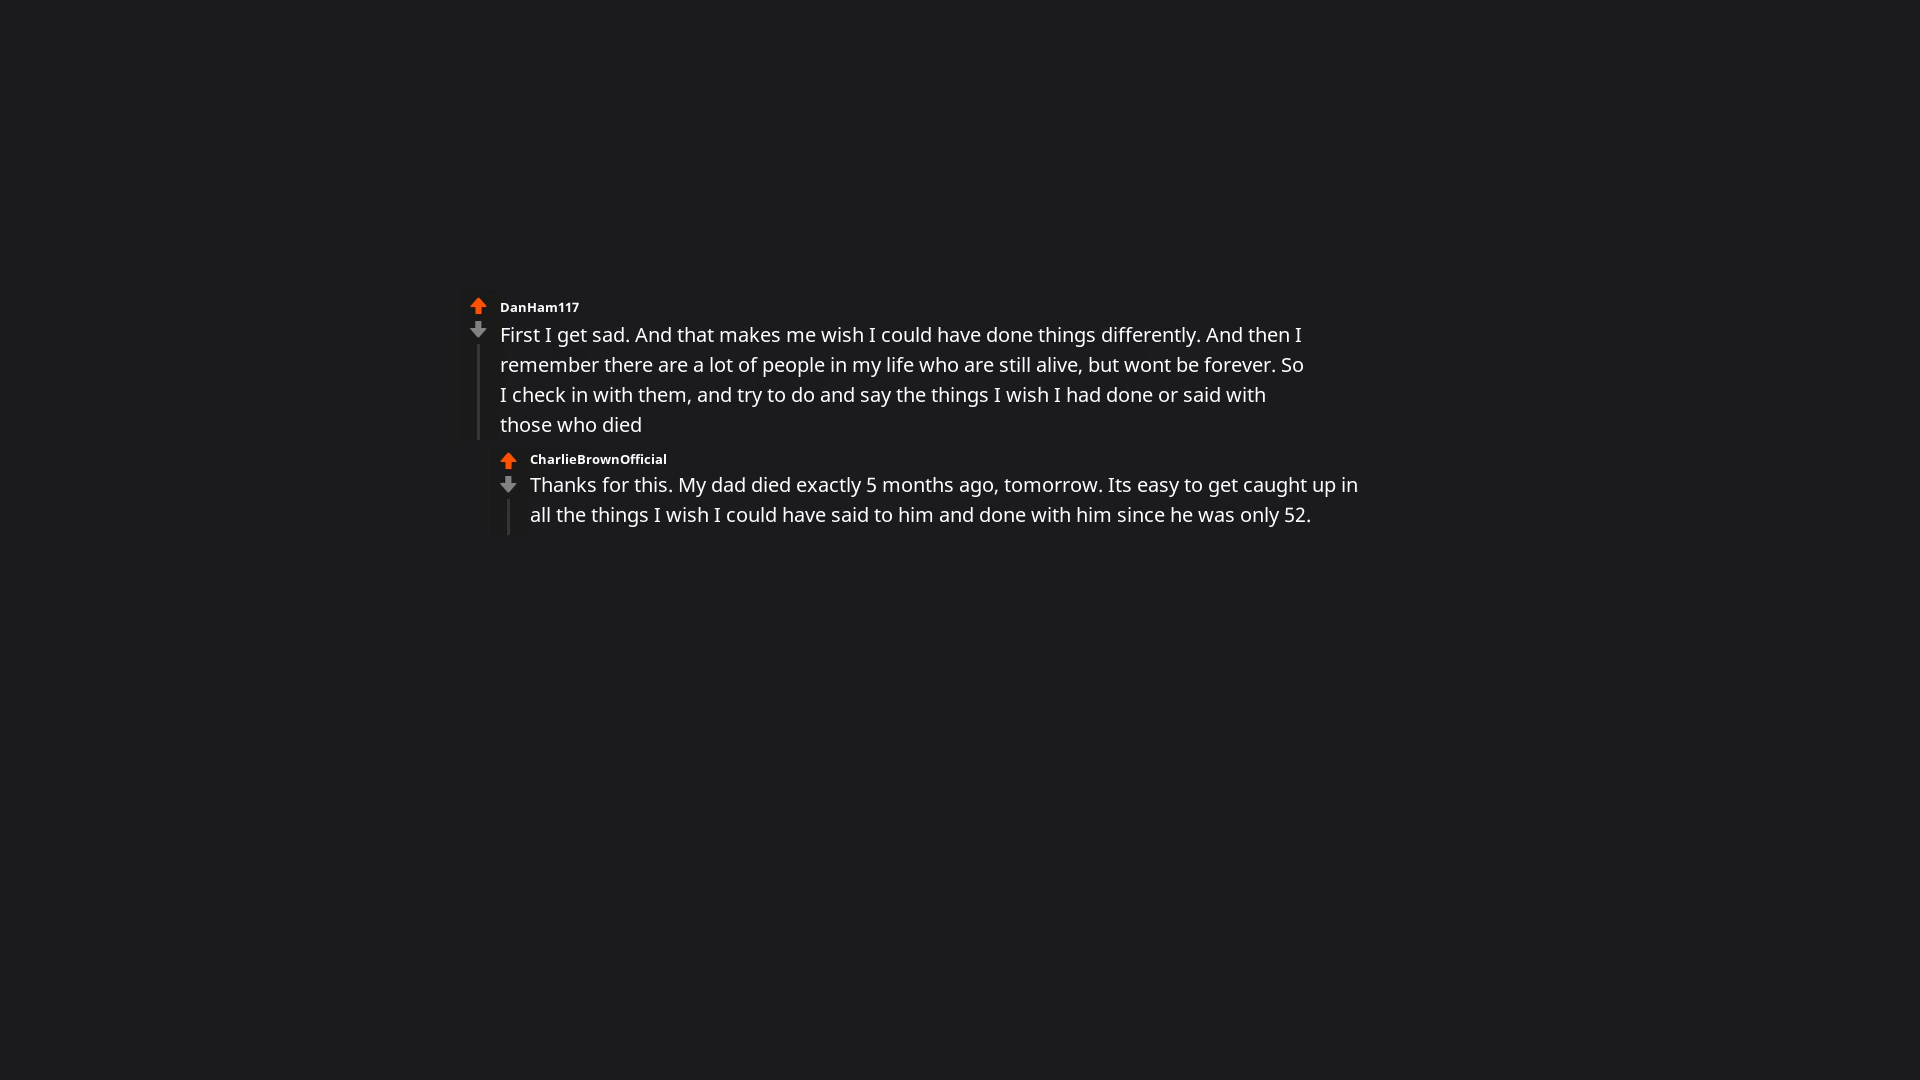 DanHam117
First I get sad. And that makes me wish I could have done things differently. And then I
remember there are a lot of people in my life who are still alive, but wont be forever. So
I check in with them, and try to do and say the things I wish I had done or said with
those who died
CharlieBrownOfficial
Thanks for this. My dad died exactly 5 months ago, tomorrow. Its easy to get caught up in
all the things I wish I could have said to him and done with him since he was only 52.